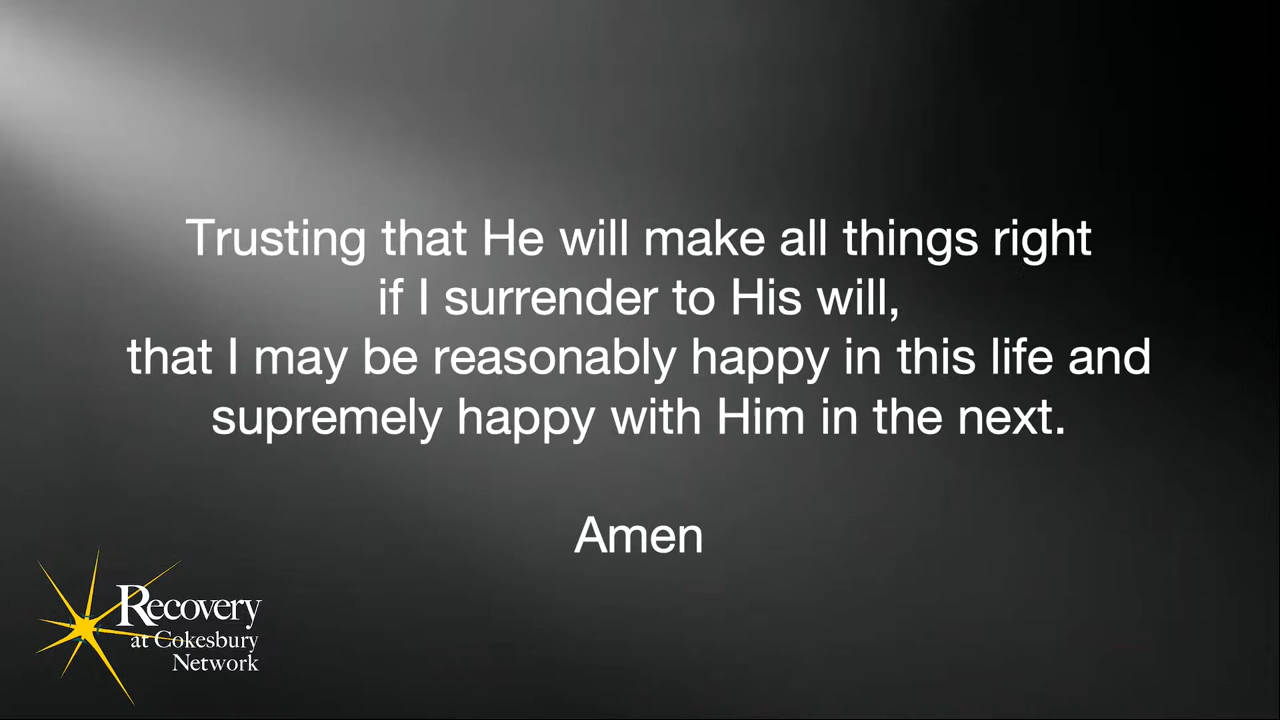 Trusting that He will make all things right
if I surrender to His will,
that I may be reasonably happy in this life and
supremely happy with Him in the next.
Amen
Recovery
at Cokesbury
Network